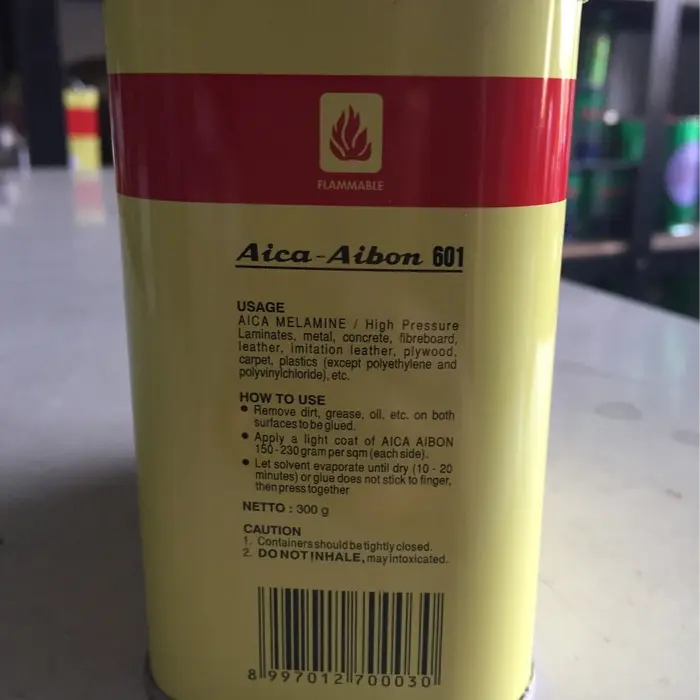 FLAMMABLE
Aica-Aibon 601
USAGE
AICA MELAMINE / High Pressure
Laminates, metal, concrete, fibreboard,
leather, imitation leather, plywood,
carpet, plastics (except polyethylene and
polyvinylchloride), etc.
HOW TO USE
• Remove dirt, grease, oil, etc. on both
surfaces to be glued.
• Apply a light coat of AICA AIBON
150-230 gram per sqm (each side).
• Let solvent evaporate until dry (10 - 20
minutes) or glue does not stick to finger,
then press together
NETTO : 300 g
CAUTION
1. Containers should be tightly closed.
2. DO NOT INHALE, may intoxicated.
8 997012 700030